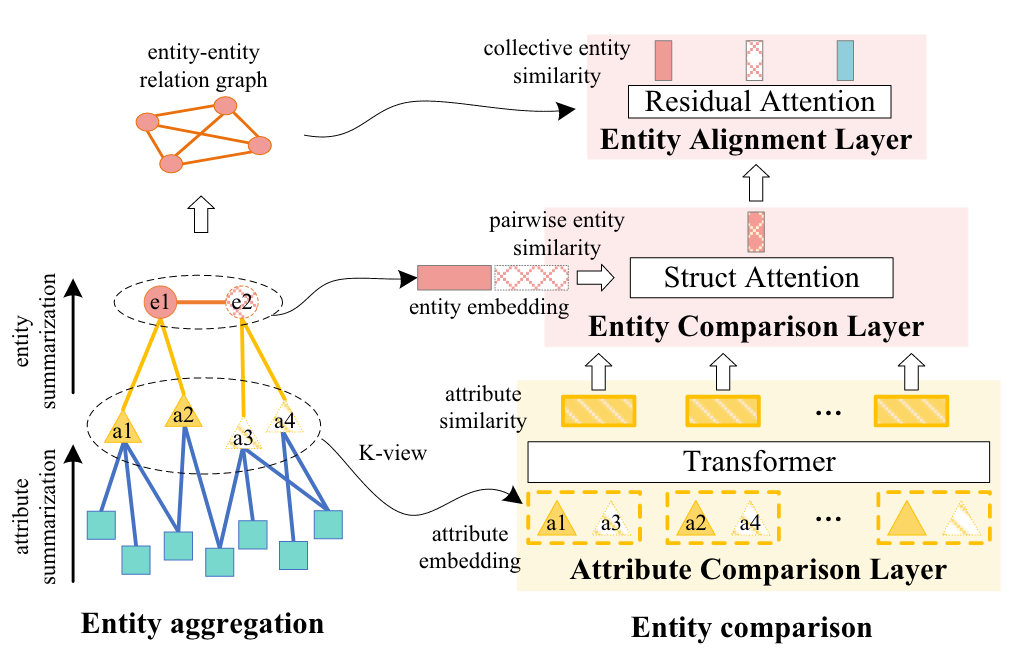 entity-entity
relation graph
collective entity
similarity
Residual Attention
Entity Alignment Layer
pairwise entity
similarity
Struct Attention
entity embedding
Entity Comparison Layer
entity
summarization
e1
e2
a1
a2
a3
a4
K-view
attribute
summarization
attribute
similarity
...
Transformer
a1
a3
a2
a4
...
attribute
embedding
Attribute Comparison Layer
Entity aggregation
Entity comparison